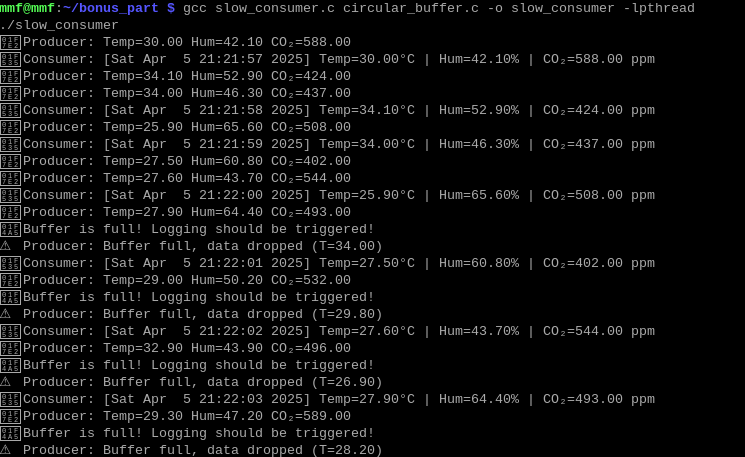 mmf@mmf:~/bonus_part $ gcc slow_consumer.c circular_buffer.c -o slow_consumer -lpthread
./slow_consumer
🟢Producer: Temp=30.00 Hum=42.10 CO₂=588.00
🔵Consumer: [Sat Apr  5 21:21:57 2025] Temp=30.00°C | Hum=42.10% | CO₂=588.00 ppm
🟢Producer: Temp=34.10 Hum=52.90 CO₂=424.00
🟢Producer: Temp=34.00 Hum=46.30 CO₂=437.00
🔵Consumer: [Sat Apr  5 21:21:58 2025] Temp=34.10°C | Hum=52.90% | CO₂=424.00 ppm
🟢Producer: Temp=25.90 Hum=65.60 CO₂=508.00
🔵Consumer: [Sat Apr  5 21:21:59 2025] Temp=34.00°C | Hum=46.30% | CO₂=437.00 ppm
🟢Producer: Temp=27.50 Hum=60.80 CO₂=402.00
🟢Producer: Temp=27.60 Hum=43.70 CO₂=544.00
🔵Consumer: [Sat Apr  5 21:22:00 2025] Temp=25.90°C | Hum=65.60% | CO₂=508.00 ppm
🟢Producer: Temp=27.90 Hum=64.40 CO₂=493.00
💥Buffer is full! Logging should be triggered!
⚠  Producer: Buffer full, data dropped (T=34.00)
🔵Consumer: [Sat Apr  5 21:22:01 2025] Temp=27.50°C | Hum=60.80% | CO₂=402.00 ppm
🟢Producer: Temp=29.00 Hum=50.20 CO₂=532.00
💥Buffer is full! Logging should be triggered!
⚠  Producer: Buffer full, data dropped (T=29.80)
🔵Consumer: [Sat Apr  5 21:22:02 2025] Temp=27.60°C | Hum=43.70% | CO₂=544.00 ppm
🟢Producer: Temp=32.90 Hum=43.90 CO₂=496.00
💥Buffer is full! Logging should be triggered!
⚠  Producer: Buffer full, data dropped (T=26.90)
🔵Consumer: [Sat Apr  5 21:22:03 2025] Temp=27.90°C | Hum=64.40% | CO₂=493.00 ppm
🟢Producer: Temp=29.30 Hum=47.20 CO₂=589.00
💥Buffer is full! Logging should be triggered!
⚠  Producer: Buffer full, data dropped (T=28.20)